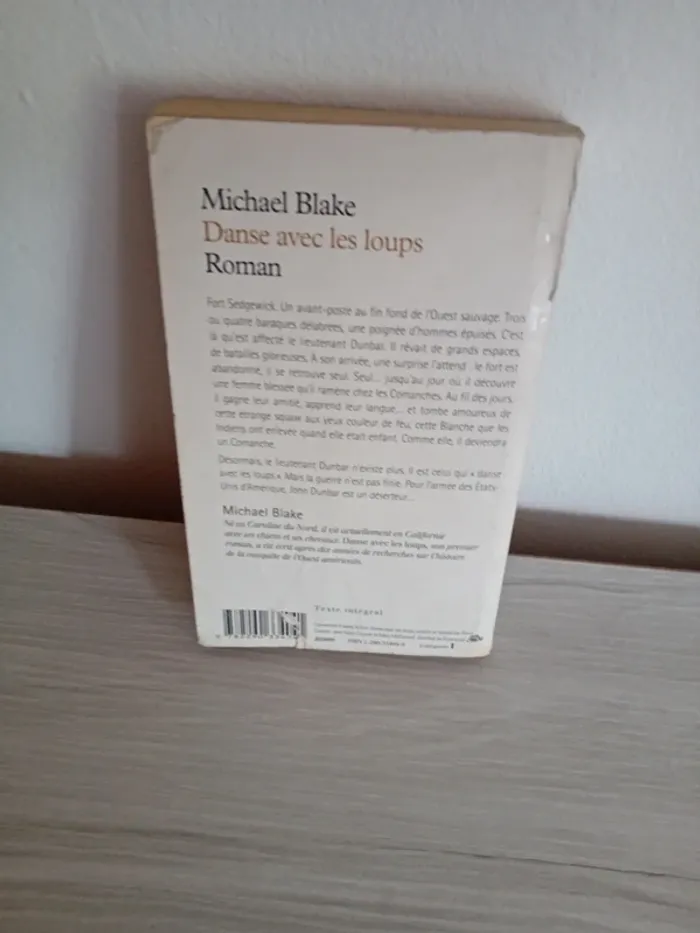 Michael Blake
Danse avec les loups
Roman
Fort Sedgewick. Un avant-poste au fin fond de l'Ouest sauvage. Trois
ou quatre baraques délabrées, une poignée d'hommes épuisés. C'est
là qu'est affecté le lieutenant Dunbar. Il rêvait de grands espaces,
de batailles glorieuses. À son arrivée, une surprise l'attend : le fort est
abandonné, il se retrouve seul. Seul... jusqu'au jour où il découvre
une femme blessée qu'il ramène chez les Comanches. Au fil des jours,
il gagne leur amitié, apprend leur langue... et tombe amoureux de
cette étrange squaw aux yeux couleur de feu, cette Blanche que les
Indiens ont enlevée quand elle était enfant. Comme elle, il deviendra
un Comanche.
Désormais, le lieutenant Dunbar n'existe plus. Il est celui qui « danse
avec les loups ». Mais la guerre n'est pas finie. Pour l'armée des États-
Unis d'Amérique, John Dunbar est un déserteur...
Michael Blake
Né en Caroline du Nord, il vit actuellement en Californie
avec ses chiens et ses chevaux. Danse avec les loups, son premier
roman, a été écrit après dix années de recherches sur l'histoire
de la conquête de l'Ouest américain.
Texte intégral